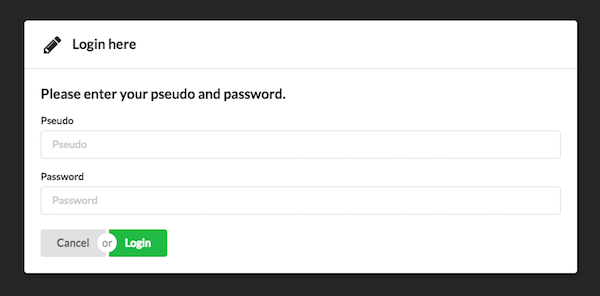 Login here
Please enter your pseudo and password.
Pseudo
Pseudo
Password
Password
Cancel or Login